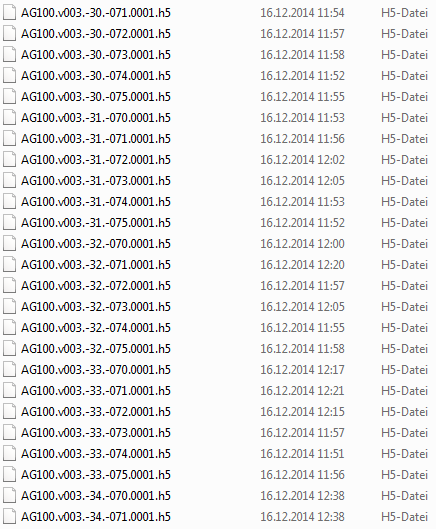 AG100.v003.-30.-071.0001.h5 16.12.2014 11:54 H5-Datei
AG100.v003.-30.-072.0001.h5 16.12.2014 11:57 H5-Datei
AG100.v003.-30.-073.0001.h5 16.12.2014 11:58 H5-Datei
AG100.v003.-30.-074.0001.h5 16.12.2014 11:52 H5-Datei
AG100.v003.-30.-075.0001.h5 16.12.2014 11:55 H5-Datei
AG100.v003.-31.-070.0001.h5 16.12.2014 11:53 H5-Datei
AG100.v003.-31.-071.0001.h5 16.12.2014 11:56 H5-Datei
AG100.v003.-31.-072.0001.h5 16.12.2014 12:02 H5-Datei
AG100.v003.-31.-073.0001.h5 16.12.2014 12:05 H5-Datei
AG100.v003.-31.-074.0001.h5 16.12.2014 11:53 H5-Datei
AG100.v003.-31.-075.0001.h5 16.12.2014 11:52 H5-Datei
AG100.v003.-32.-070.0001.h5 16.12.2014 12:00 H5-Datei
AG100.v003.-32.-071.0001.h5 16.12.2014 12:20 H5-Datei
AG100.v003.-32.-072.0001.h5 16.12.2014 11:57 H5-Datei
AG100.v003.-32.-073.0001.h5 16.12.2014 12:05 H5-Datei
AG100.v003.-32.-074.0001.h5 16.12.2014 11:55 H5-Datei
AG100.v003.-32.-075.0001.h5 16.12.2014 11:58 H5-Datei
AG100.v003.-33.-070.0001.h5 16.12.2014 12:17 H5-Datei
AG100.v003.-33.-071.0001.h5 16.12.2014 12:21 H5-Datei
AG100.v003.-33.-072.0001.h5 16.12.2014 12:15 H5-Datei
AG100.v003.-33.-073.0001.h5 16.12.2014 11:57 H5-Datei
AG100.v003.-33.-074.0001.h5 16.12.2014 11:51 H5-Datei
AG100.v003.-33.-075.0001.h5 16.12.2014 11:56 H5-Datei
AG100.v003.-34.-070.0001.h5 16.12.2014 12:38 H5-Datei
AG100.v003.-34.-071.0001.h5 16.12.2014 12:38 H5-Datei